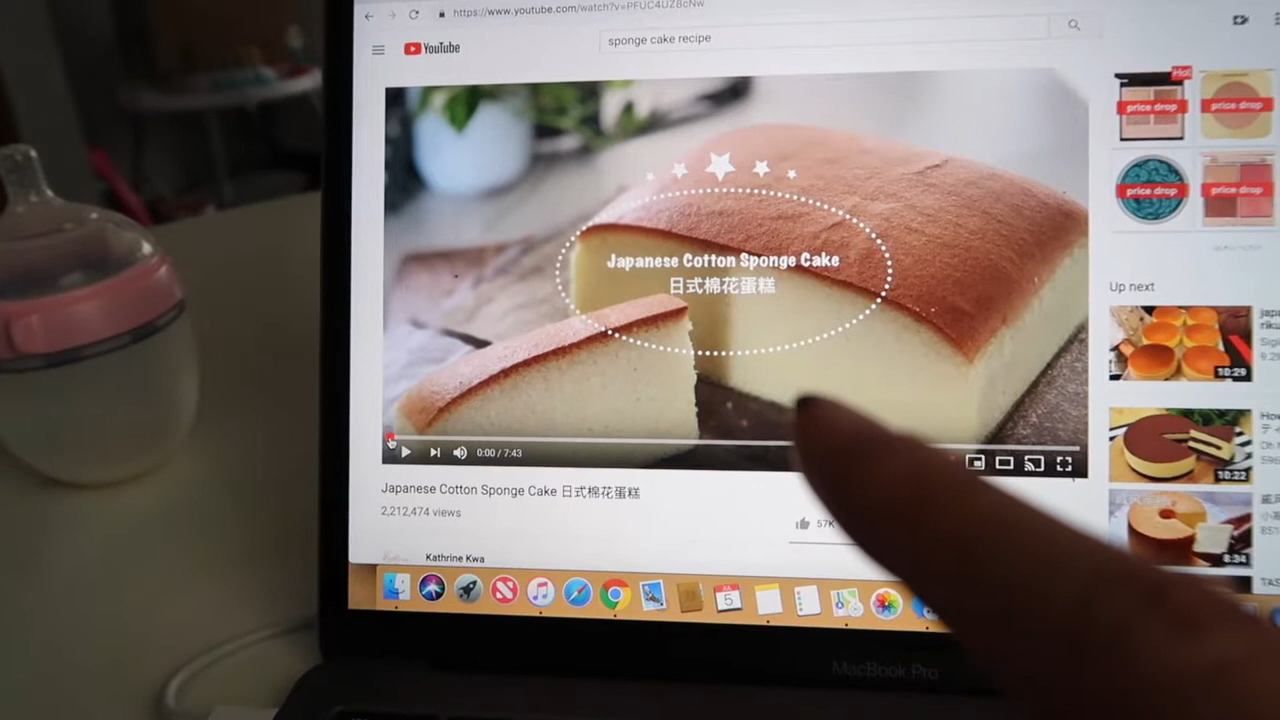 https://www.youtube.com/watch?v=PFUC4UZBcNw
YouTube
sponge cake recipe
Hot
price drop
price drop
price drop
price drop
Japanese Cotton Sponge Cake
日式棉花蛋糕
Up next
10:29
10:22
8:34
0:00 / 7:43
Japanese Cotton Sponge Cake 日式棉花蛋糕
2,212,474 views
57K
Kathrine Kwa
5
MacBook Pro